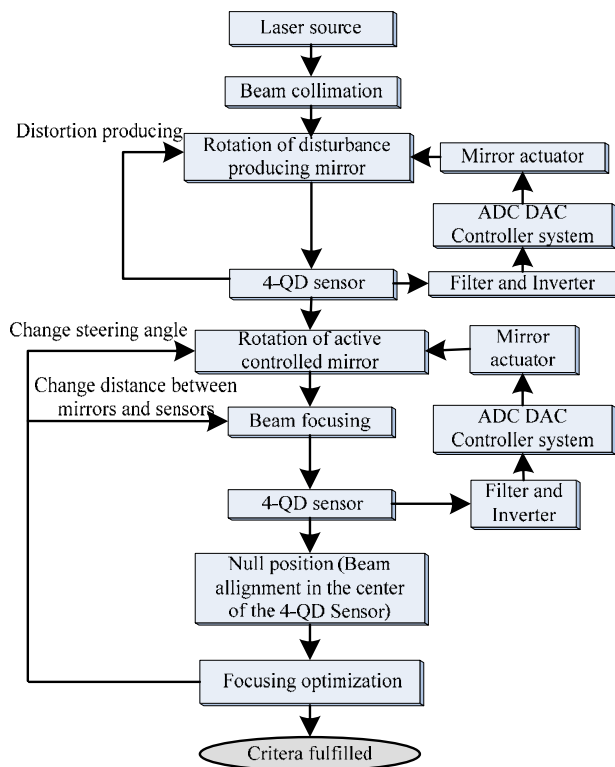 Laser source
Beam collimation
Distortion producing
Rotation of disturbance
producing mirror
Mirror actuator
ADC DAC
Controller system
4-QD sensor
Filter and Inverter
Change steering angle
Rotation of active
controlled mirror
Mirror
actuator
Change distance between
mirrors and sensors
Beam focusing
ADC DAC
Controller system
4-QD sensor
Filter and
Inverter
Null position (Beam
allignment in the center
of the 4-QD Sensor)
Focusing optimization
Critera fulfilled